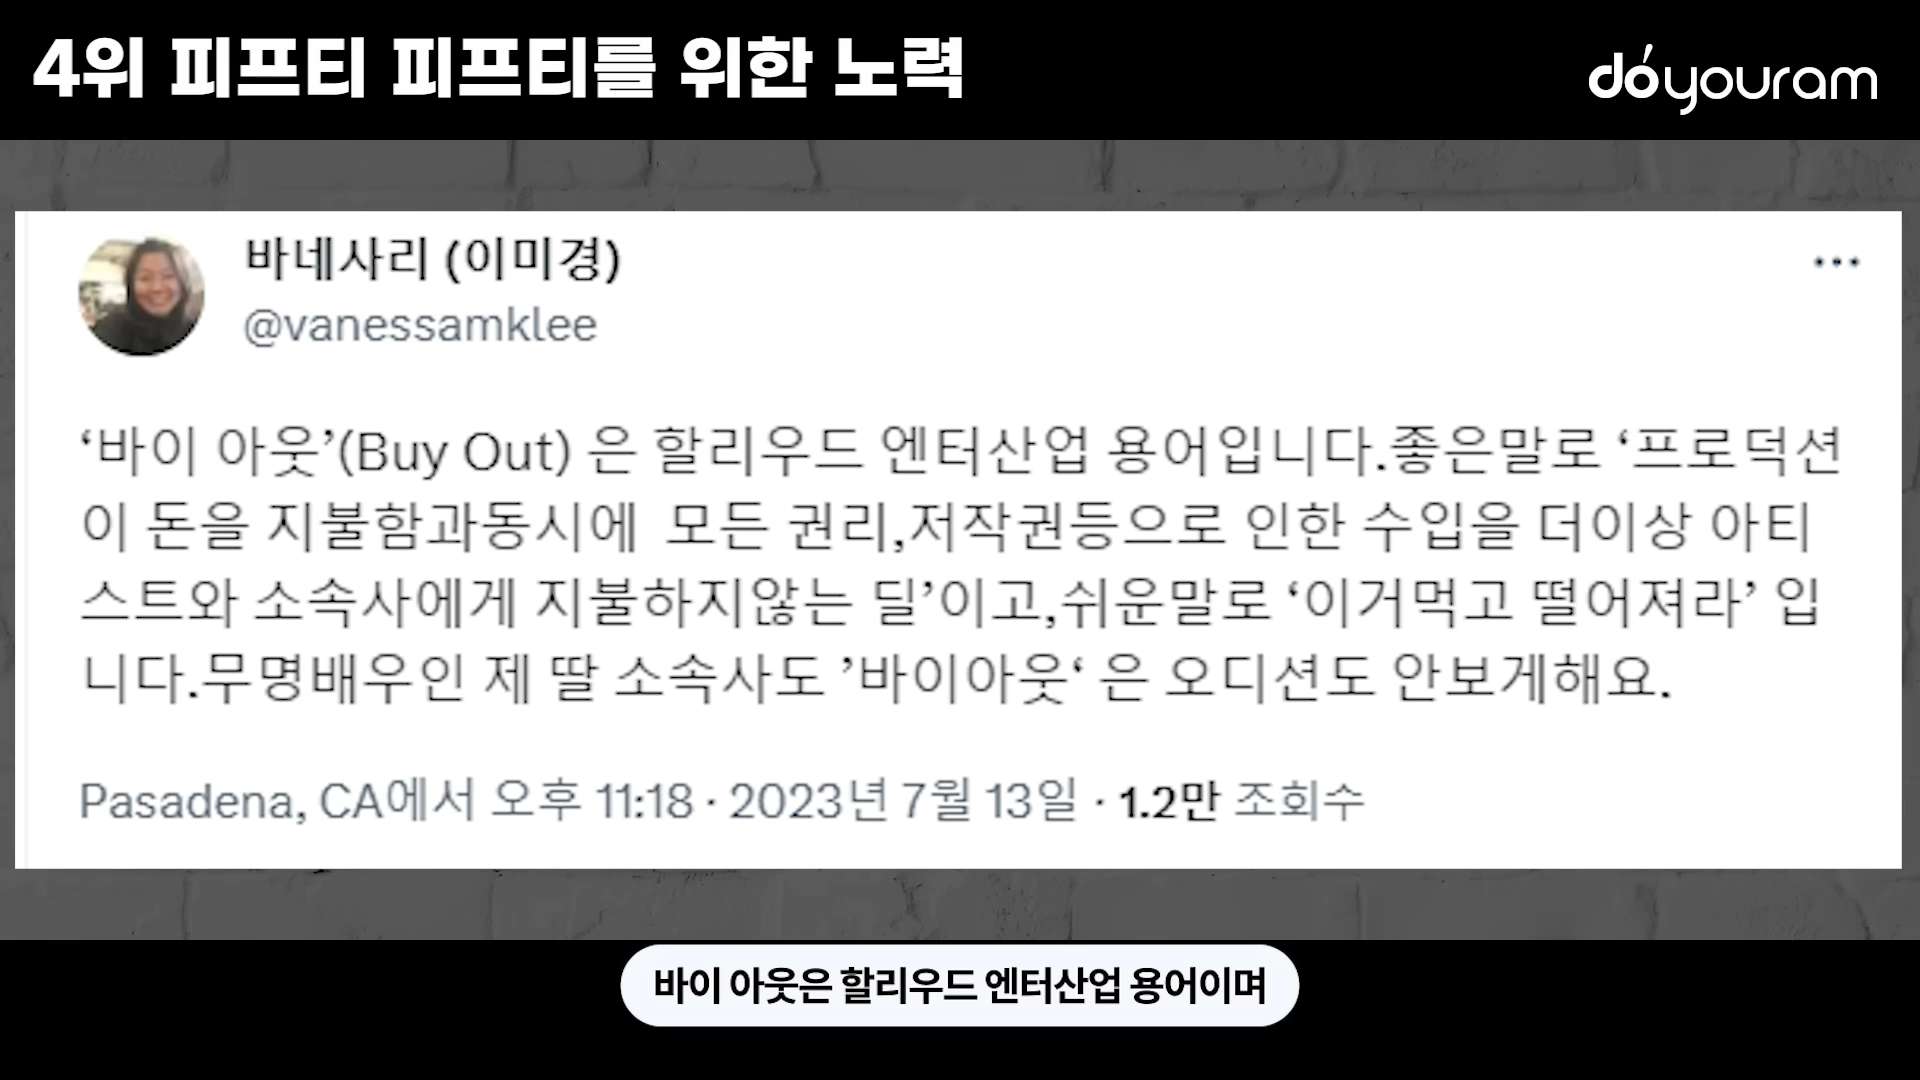 4위 피프티 피프티를 위한 노력
dóyouram
바네사리 (이미경)
@vanessamklee
‘바이 아웃’(Buy Out) 은 할리우드 엔터산업 용어입니다.좋은말로 ‘프로덕션
이 돈을 지불함과동시에  모든 권리,저작권등으로 인한 수입을 더이상 아티
스트와 소속사에게 지불하지않는 딜’이고,쉬운말로 ‘이거먹고 떨어져라’ 입
니다.무명배우인 제 딸 소속사도 ’바이아웃‘ 은 오디션도 안보게해요.
Pasadena, CA에서 오후 11:18 · 2023년 7월 13일 · 1.2만 조회수
바이 아웃은 할리우드 엔터산업 용어이며